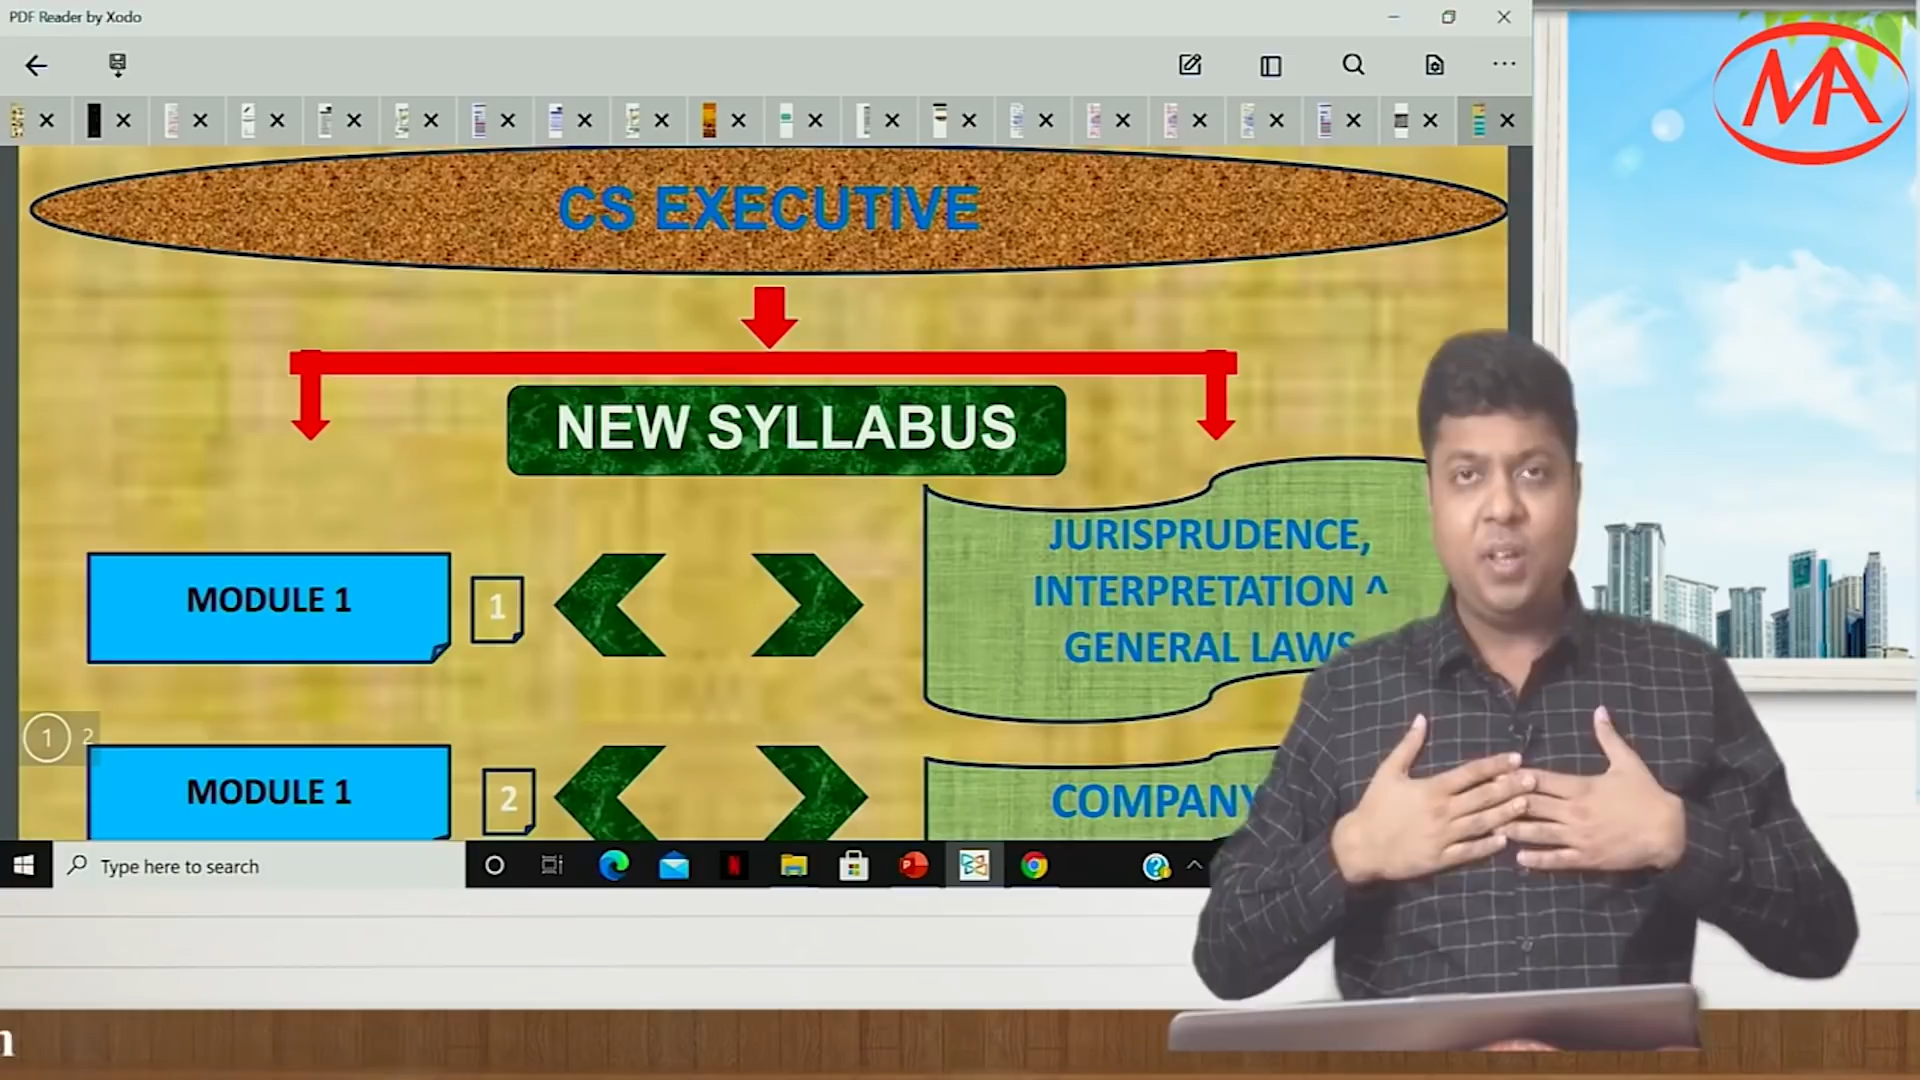 PDF Reader by Xodo
MA
CS EXECUTIVE
NEW SYLLABUS
MODULE 1
1
JURISPRUDENCE,
INTERPRETATION ^
GENERAL LAWS
1 2
MODULE 1
2
COMPANY
Type here to search
n